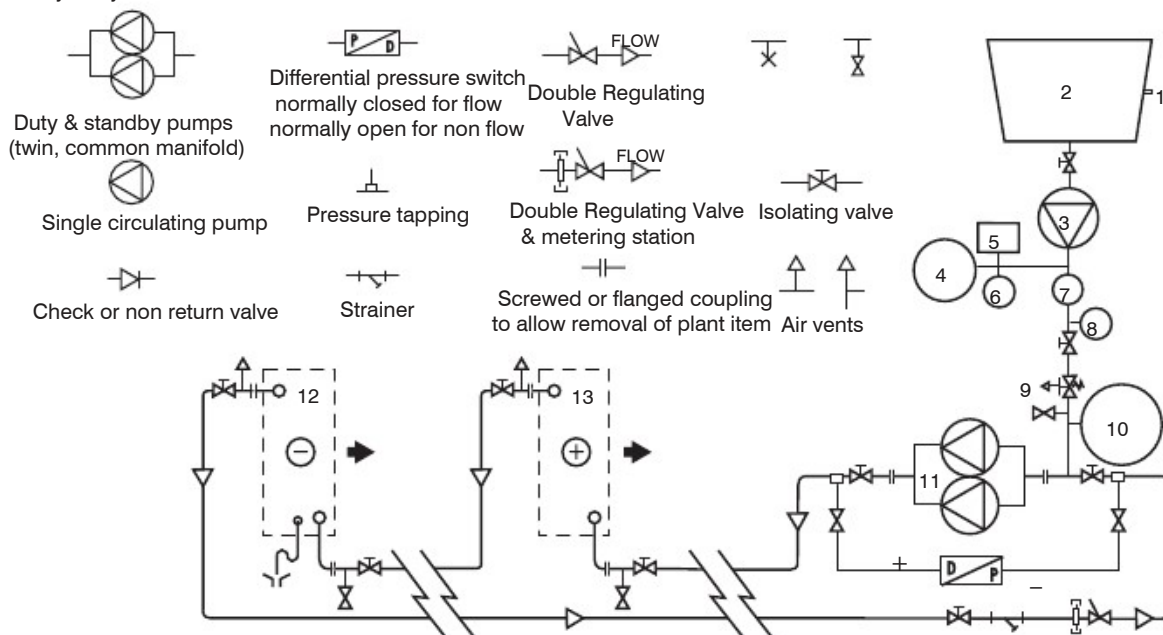 Duty & standby pumps
(twin, common manifold)
P
D
Differential pressure switch
normally closed for flow
normally open for non flow
FLOW
Double Regulating
Valve
Single circulating pump
Pressure tapping
FLOW
Double Regulating Valve
& metering station
Isolating valve
Check or non return valve
Strainer
Screwed or flanged coupling
to allow removal of plant item
Air vents
1
2
3
4
5
6
7
8
9
10
11
12
13
+
−
D
P
+
−